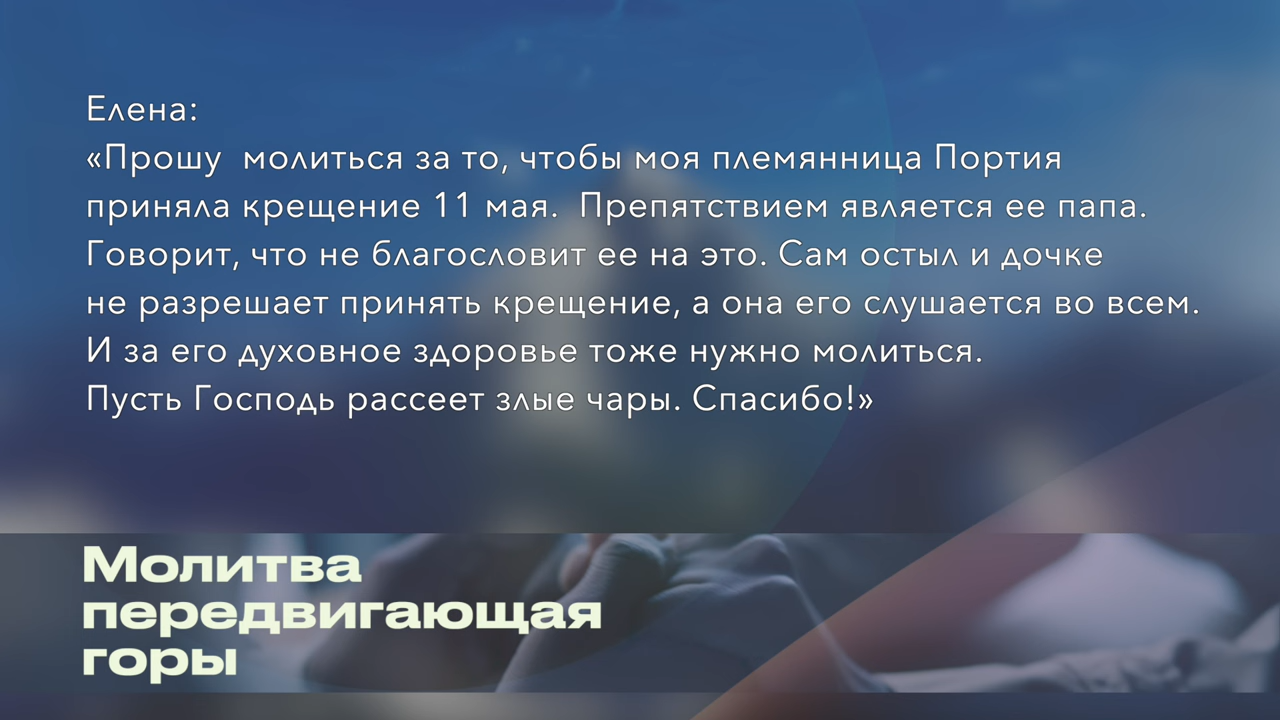 Елена:
«Прошу  молиться за то, чтобы моя племянница Портия
приняла крещение 11 мая.  Препятствием является ее папа.
Говорит, что не благословит ее на это. Сам остыл и дочке
не разрешает принять крещение, а она его слушается во всем.
И за его духовное здоровье тоже нужно молиться.
Пусть Господь рассеет злые чары. Спасибо!»
Молитва
передвигающая
горы